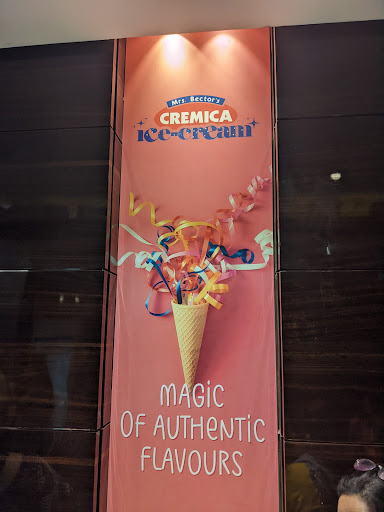 Mrs. Bector's
CREMICA
ice-cream
MAGIC
OF AUTHENTIC
FLAVOURS